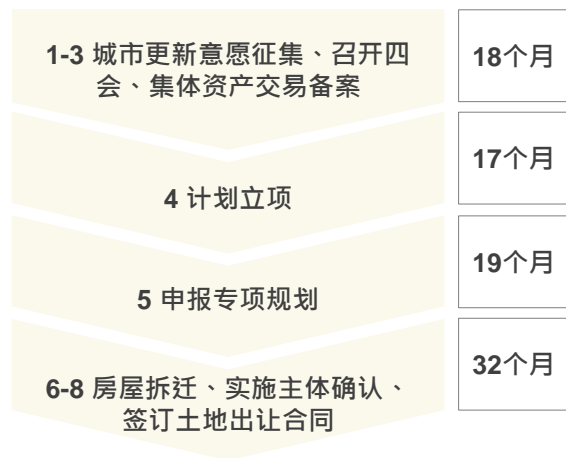 1-3 城市更新意愿征集、召开四
会、集体资产交易备案
18个月
4 计划立项
17个月
5 申报专项规划
19个月
6-8 房屋拆迁、实施主体确认、
签订土地出让合同
32个月